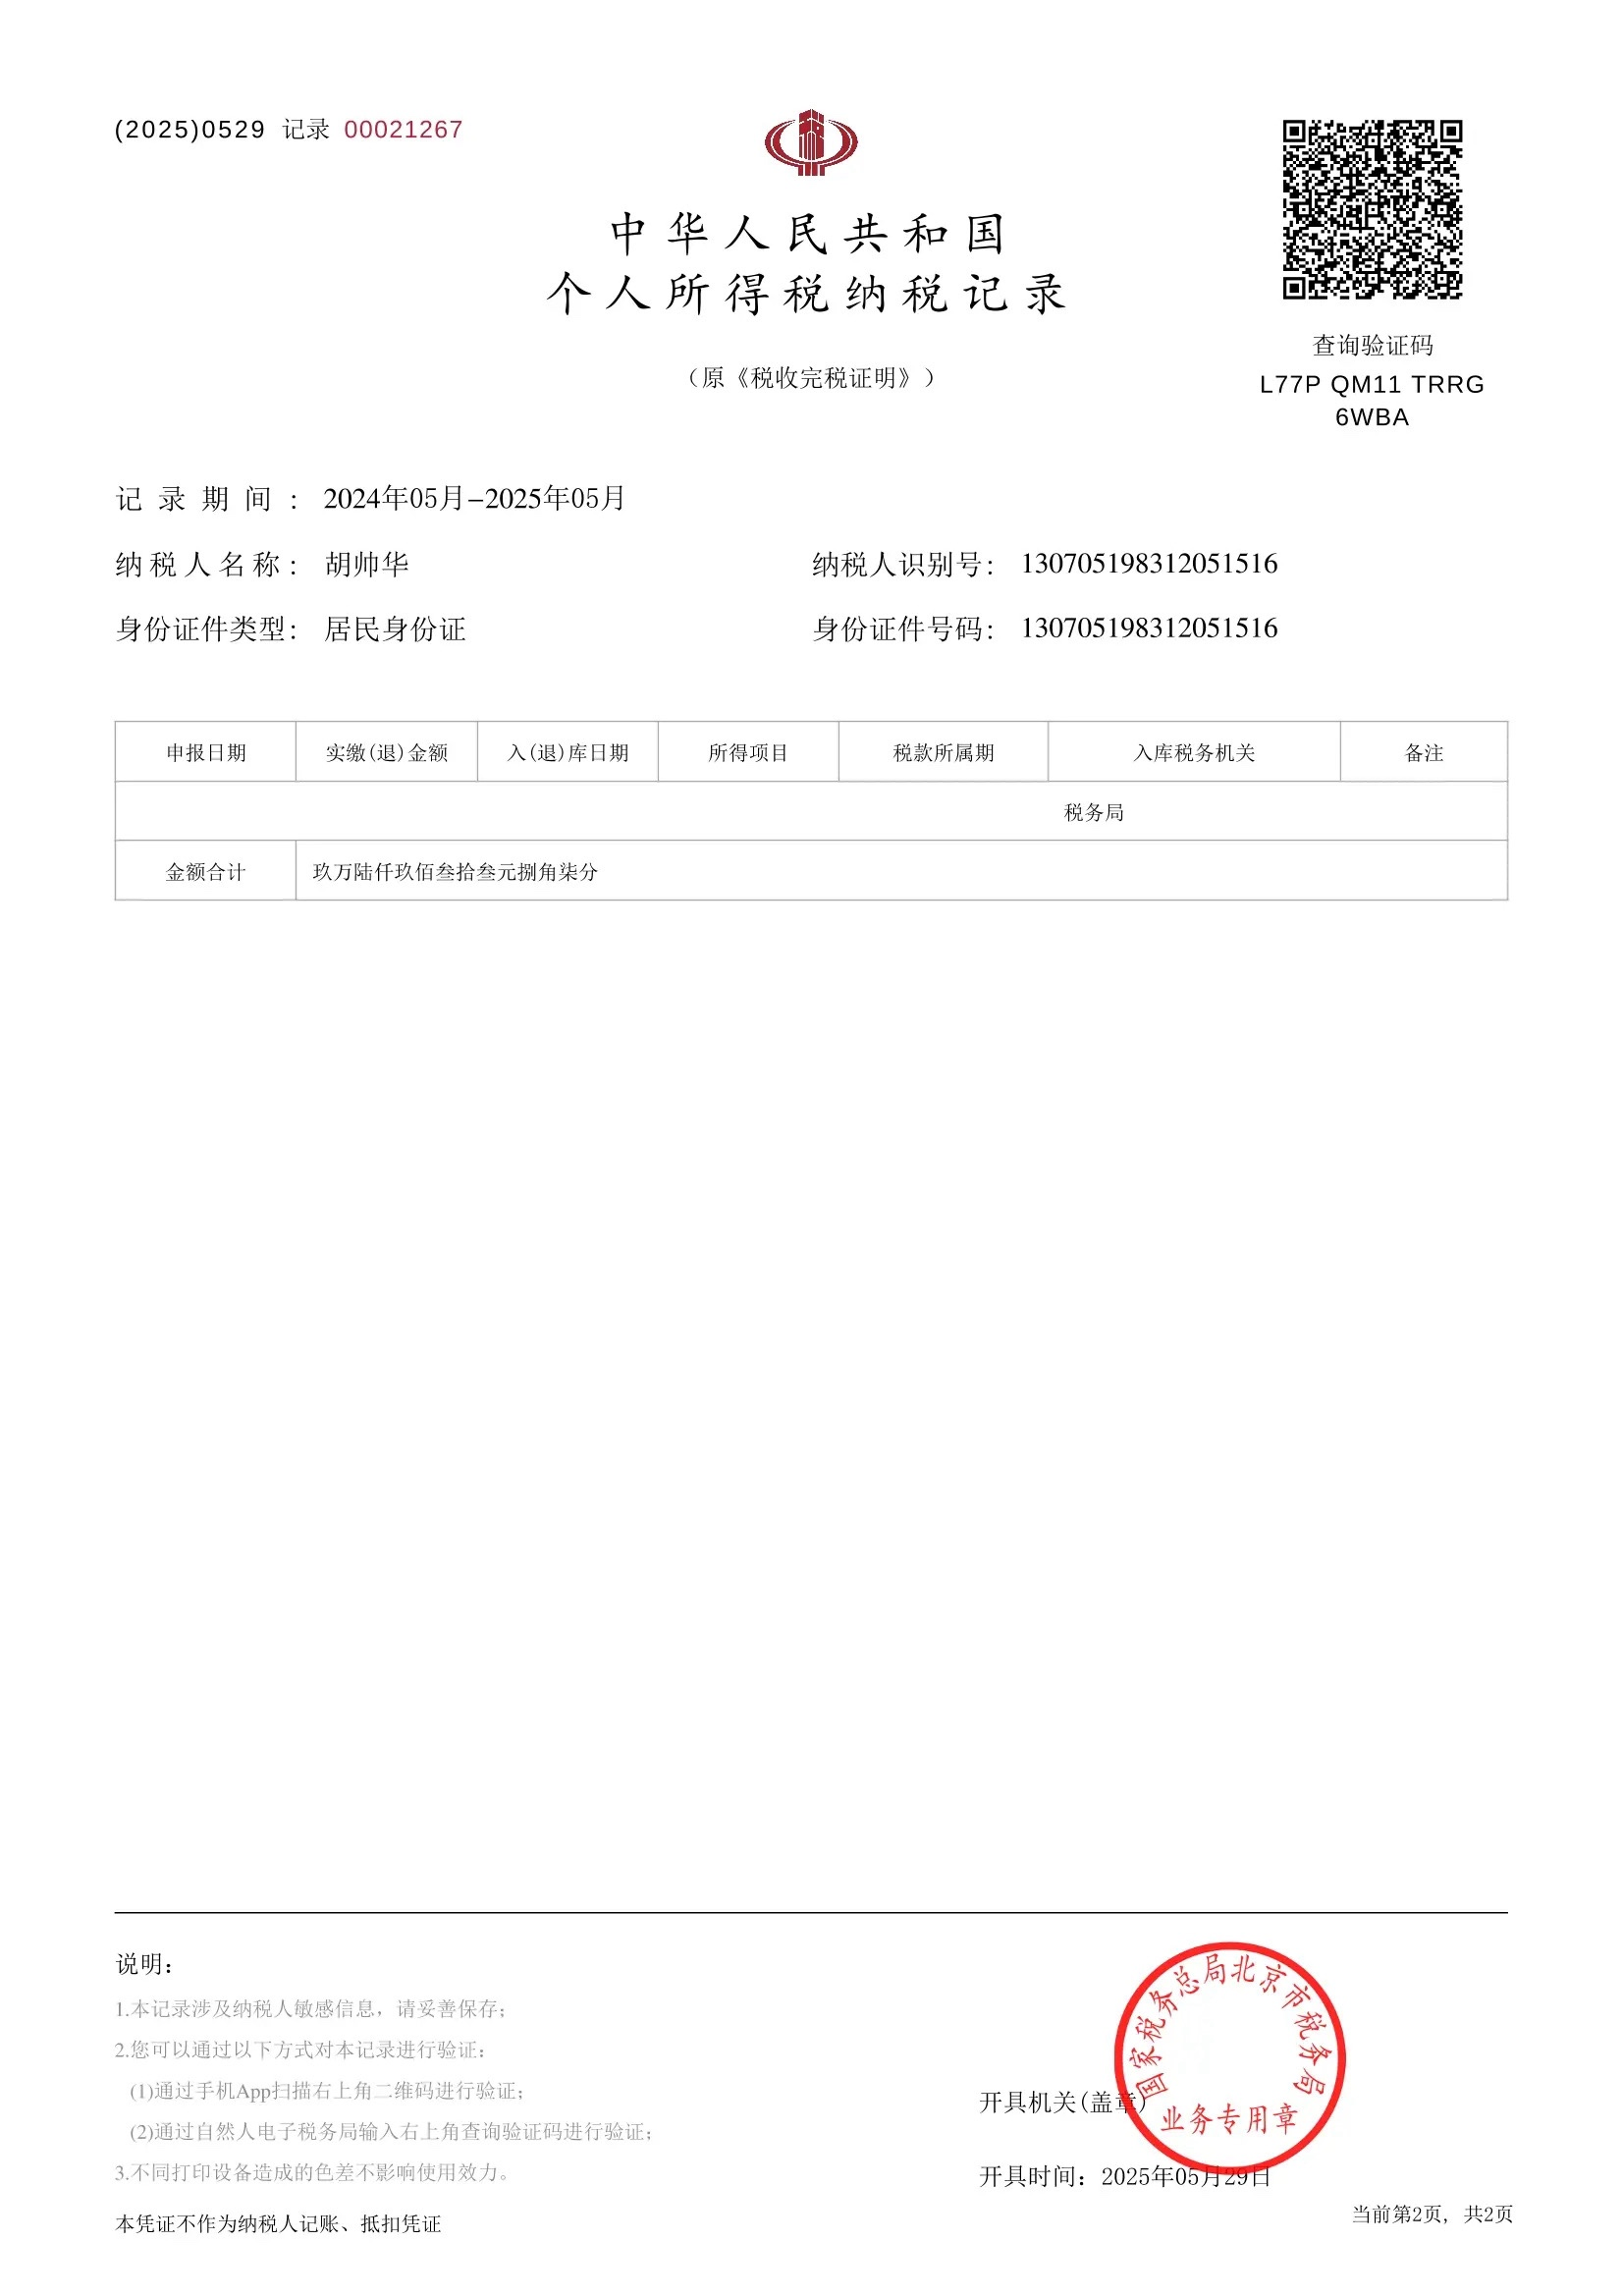 (2025)0529 记录 00021267
中华人民共和国
个人所得税纳税记录
（原《税收完税证明》）
查询验证码
L77P QM11 TRRG
6WBA
记录期间: 2024年05月-2025年05月
纳税人名称: 胡帅华 纳税人识别号: 130705198312051516
身份证件类型: 居民身份证 身份证件号码: 130705198312051516
申报日期 实缴(退)金额 入(退)库日期 所得项目 税款所属期 入库税务机关 备注
税务局
金额合计 玖万陆仟玖佰叁拾叁元捌角柒分
说明:
1.本记录涉及纳税人敏感信息，请妥善保存;
2.您可以通过以下方式对本记录进行验证:
(1)通过手机App扫描右上角二维码进行验证;
(2)通过自然人电子税务局输入右上角查询验证码进行验证;
3.不同打印设备造成的色差不影响使用效力。
本凭证不作为纳税人记账、抵扣凭证
国家税务总局北京市税务局
业务专用章
开具机关(盖章)
开具时间: 2025年05月29日
当前第2页, 共2页